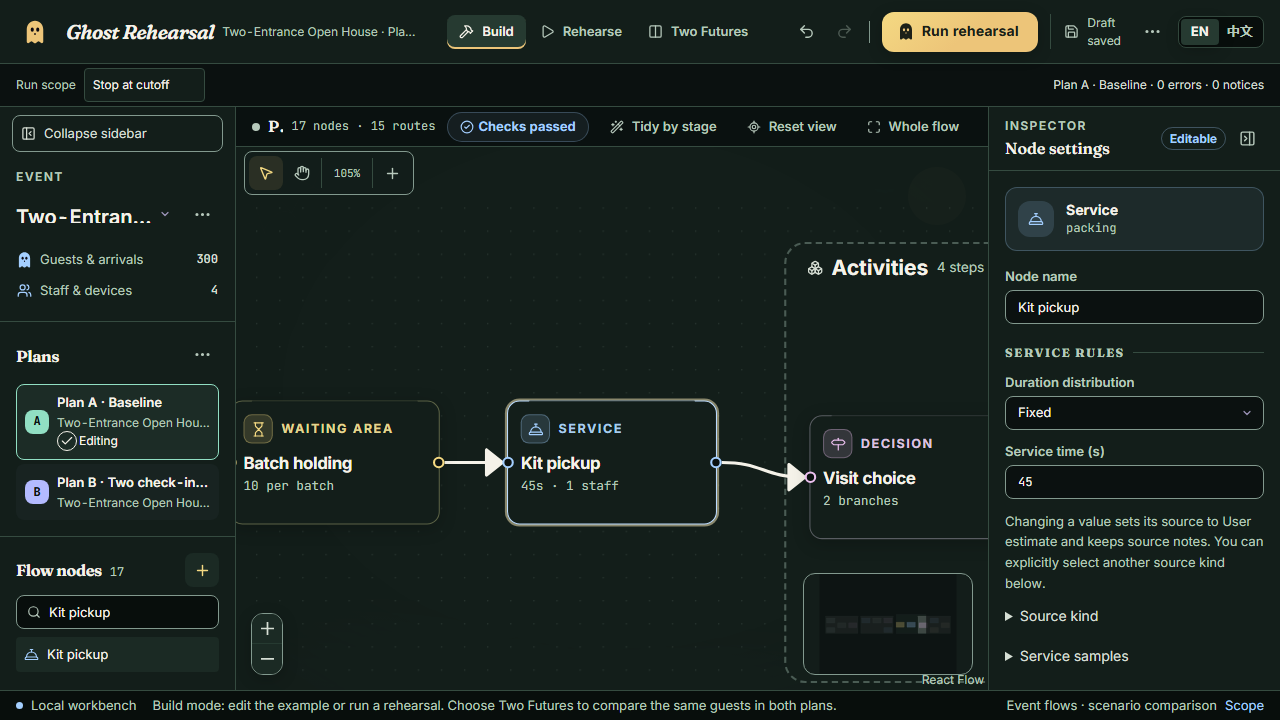 Ghost Rehearsal
Two-Entrance Open House · Pla...
Build
Rehearse
Two Futures
Run rehearsal
Draft saved
EN
中文
Run scope
Stop at cutoff
Plan A · Baseline · 0 errors · 0 notices
Collapse sidebar
EVENT
Two-Entran...
Guests & arrivals 300
Staff & devices 4
Plans
A
Plan A · Baseline
Two-Entrance Open Hou...
Editing
B
Plan B · Two check-in...
Two-Entrance Open Hou...
Flow nodes 17
Kit pickup
Kit pickup
P.
17 nodes · 15 routes
Checks passed
Tidy by stage
Reset view
Whole flow
105%
WAITING AREA
Batch holding
10 per batch
SERVICE
Kit pickup
45s · 1 staff
Activities 4 steps
DECISION
Visit choice
2 branches
React Flow
INSPECTOR
Node settings
Editable
Service
packing
Node name
Kit pickup
SERVICE RULES
Duration distribution
Fixed
Service time (s)
45
Changing a value sets its source to User
estimate and keeps source notes. You can
explicitly select another source kind
below.
Source kind
Service samples
Local workbench
Build mode: edit the example or run a rehearsal. Choose Two Futures to compare the same guests in both plans.
Event flows · scenario comparison
Scope